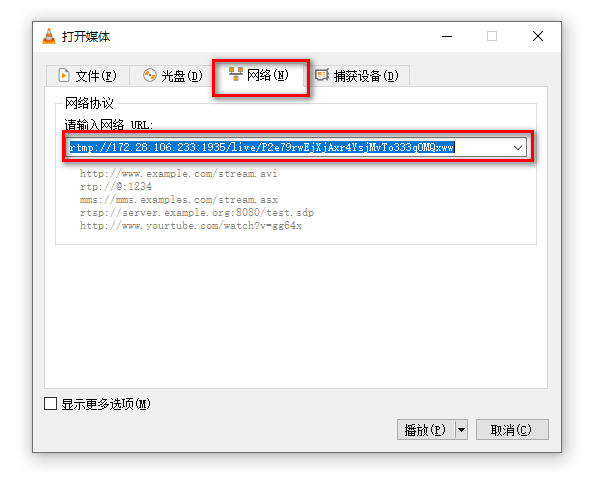 打开媒体
文件(F) 光盘(D) 网络(N) 捕获设备(D)
网络协议
请输入网络 URL:
rtmp://172.28.106.233:1935/live/P2e79rwEjXjAxr4YsjMvTo333qOMQxww
http://www.example.com/stream.avi
rtp://@:1234
mms://mms.examples.com/stream.asx
rtsp://server.example.org:8080/test.sdp
http://www.yourtube.com/watch?v=gg64x
显示更多选项(M)
播放(P) 取消(C)